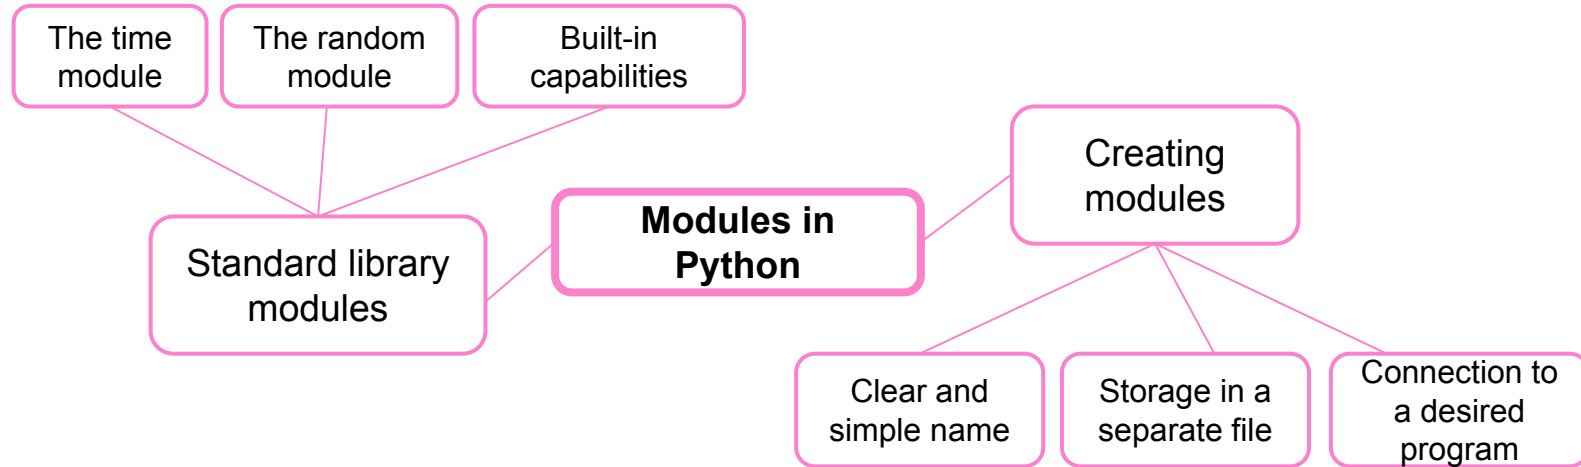 The time
module
The random
module
Built-in
capabilities
Standard library
modules
Modules in
Python
Creating
modules
Clear and
simple name
Storage in a
separate file
Connection to
a desired
program